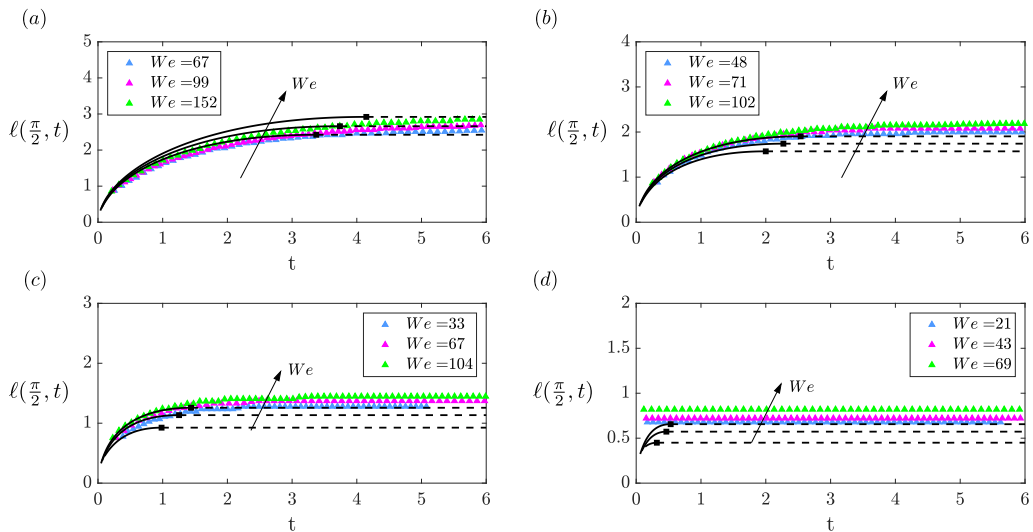 (a)
5
4
3
2
1
0
ℓ(π/2, t)
We = 67
We = 99
We = 152
We
0 1 2 3 4 5 6
t
(b)
4
3
2
1
0
ℓ(π/2, t)
We = 48
We = 71
We = 102
We
0 1 2 3 4 5 6
t
(c)
3
2
1
0
ℓ(π/2, t)
We = 33
We = 67
We = 104
We
0 1 2 3 4 5 6
t
(d)
2
1.5
1
0.5
0
ℓ(π/2, t)
We = 21
We = 43
We = 69
We
0 1 2 3 4 5 6
t